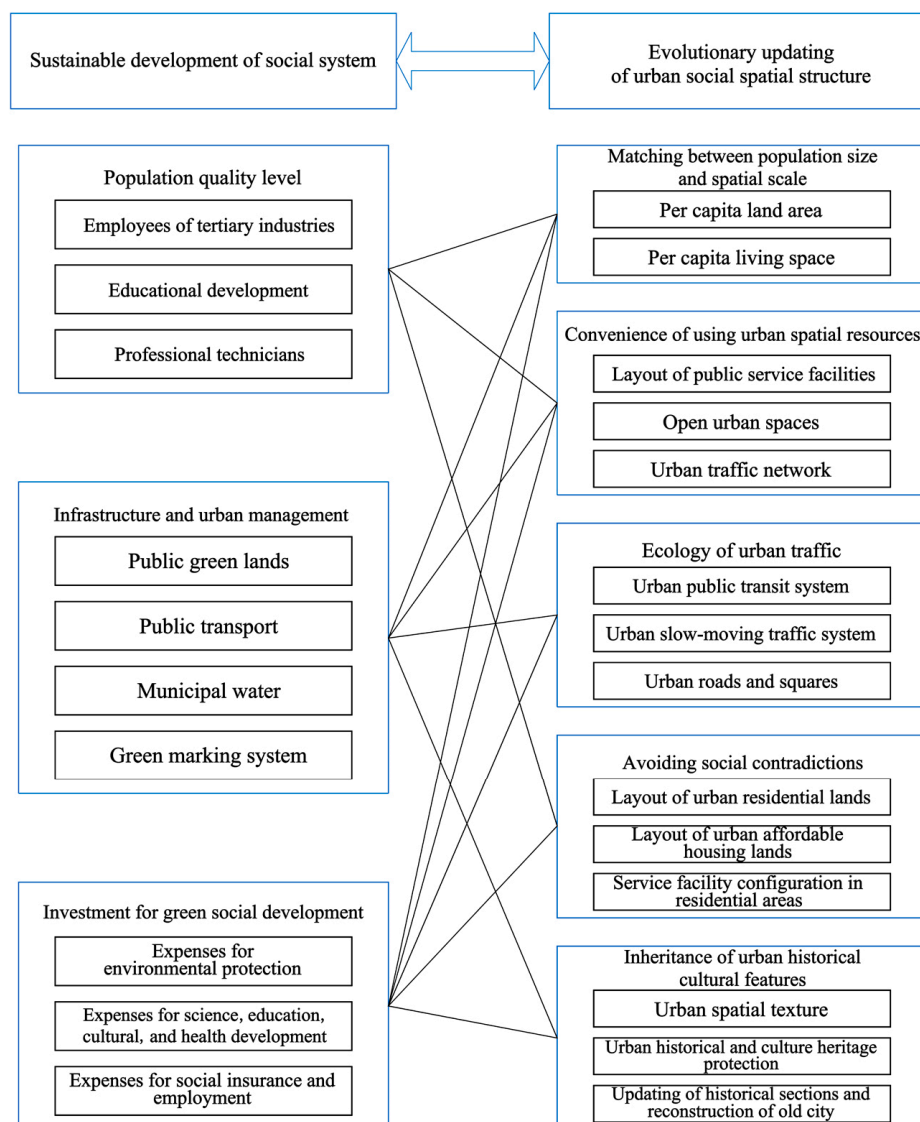 Sustainable development of social system
Evolutionary updating
of urban social spatial structure
Population quality level
Employees of tertiary industries
Educational development
Professional technicians
Infrastructure and urban management
Public green lands
Public transport
Municipal water
Green marking system
Investment for green social development
Expenses for
environmental protection
Expenses for science, education,
cultural, and health development
Expenses for social insurance and
employment
Matching between population size
and spatial scale
Per capita land area
Per capita living space
Convenience of using urban spatial resources
Layout of public service facilities
Open urban spaces
Urban traffic network
Ecology of urban traffic
Urban public transit system
Urban slow-moving traffic system
Urban roads and squares
Avoiding social contradictions
Layout of urban residential lands
Layout of urban affordable
housing lands
Service facility configuration in
residential areas
Inheritance of urban historical
cultural features
Urban spatial texture
Urban historical and culture heritage
protection
Updating of historical sections and
reconstruction of old city